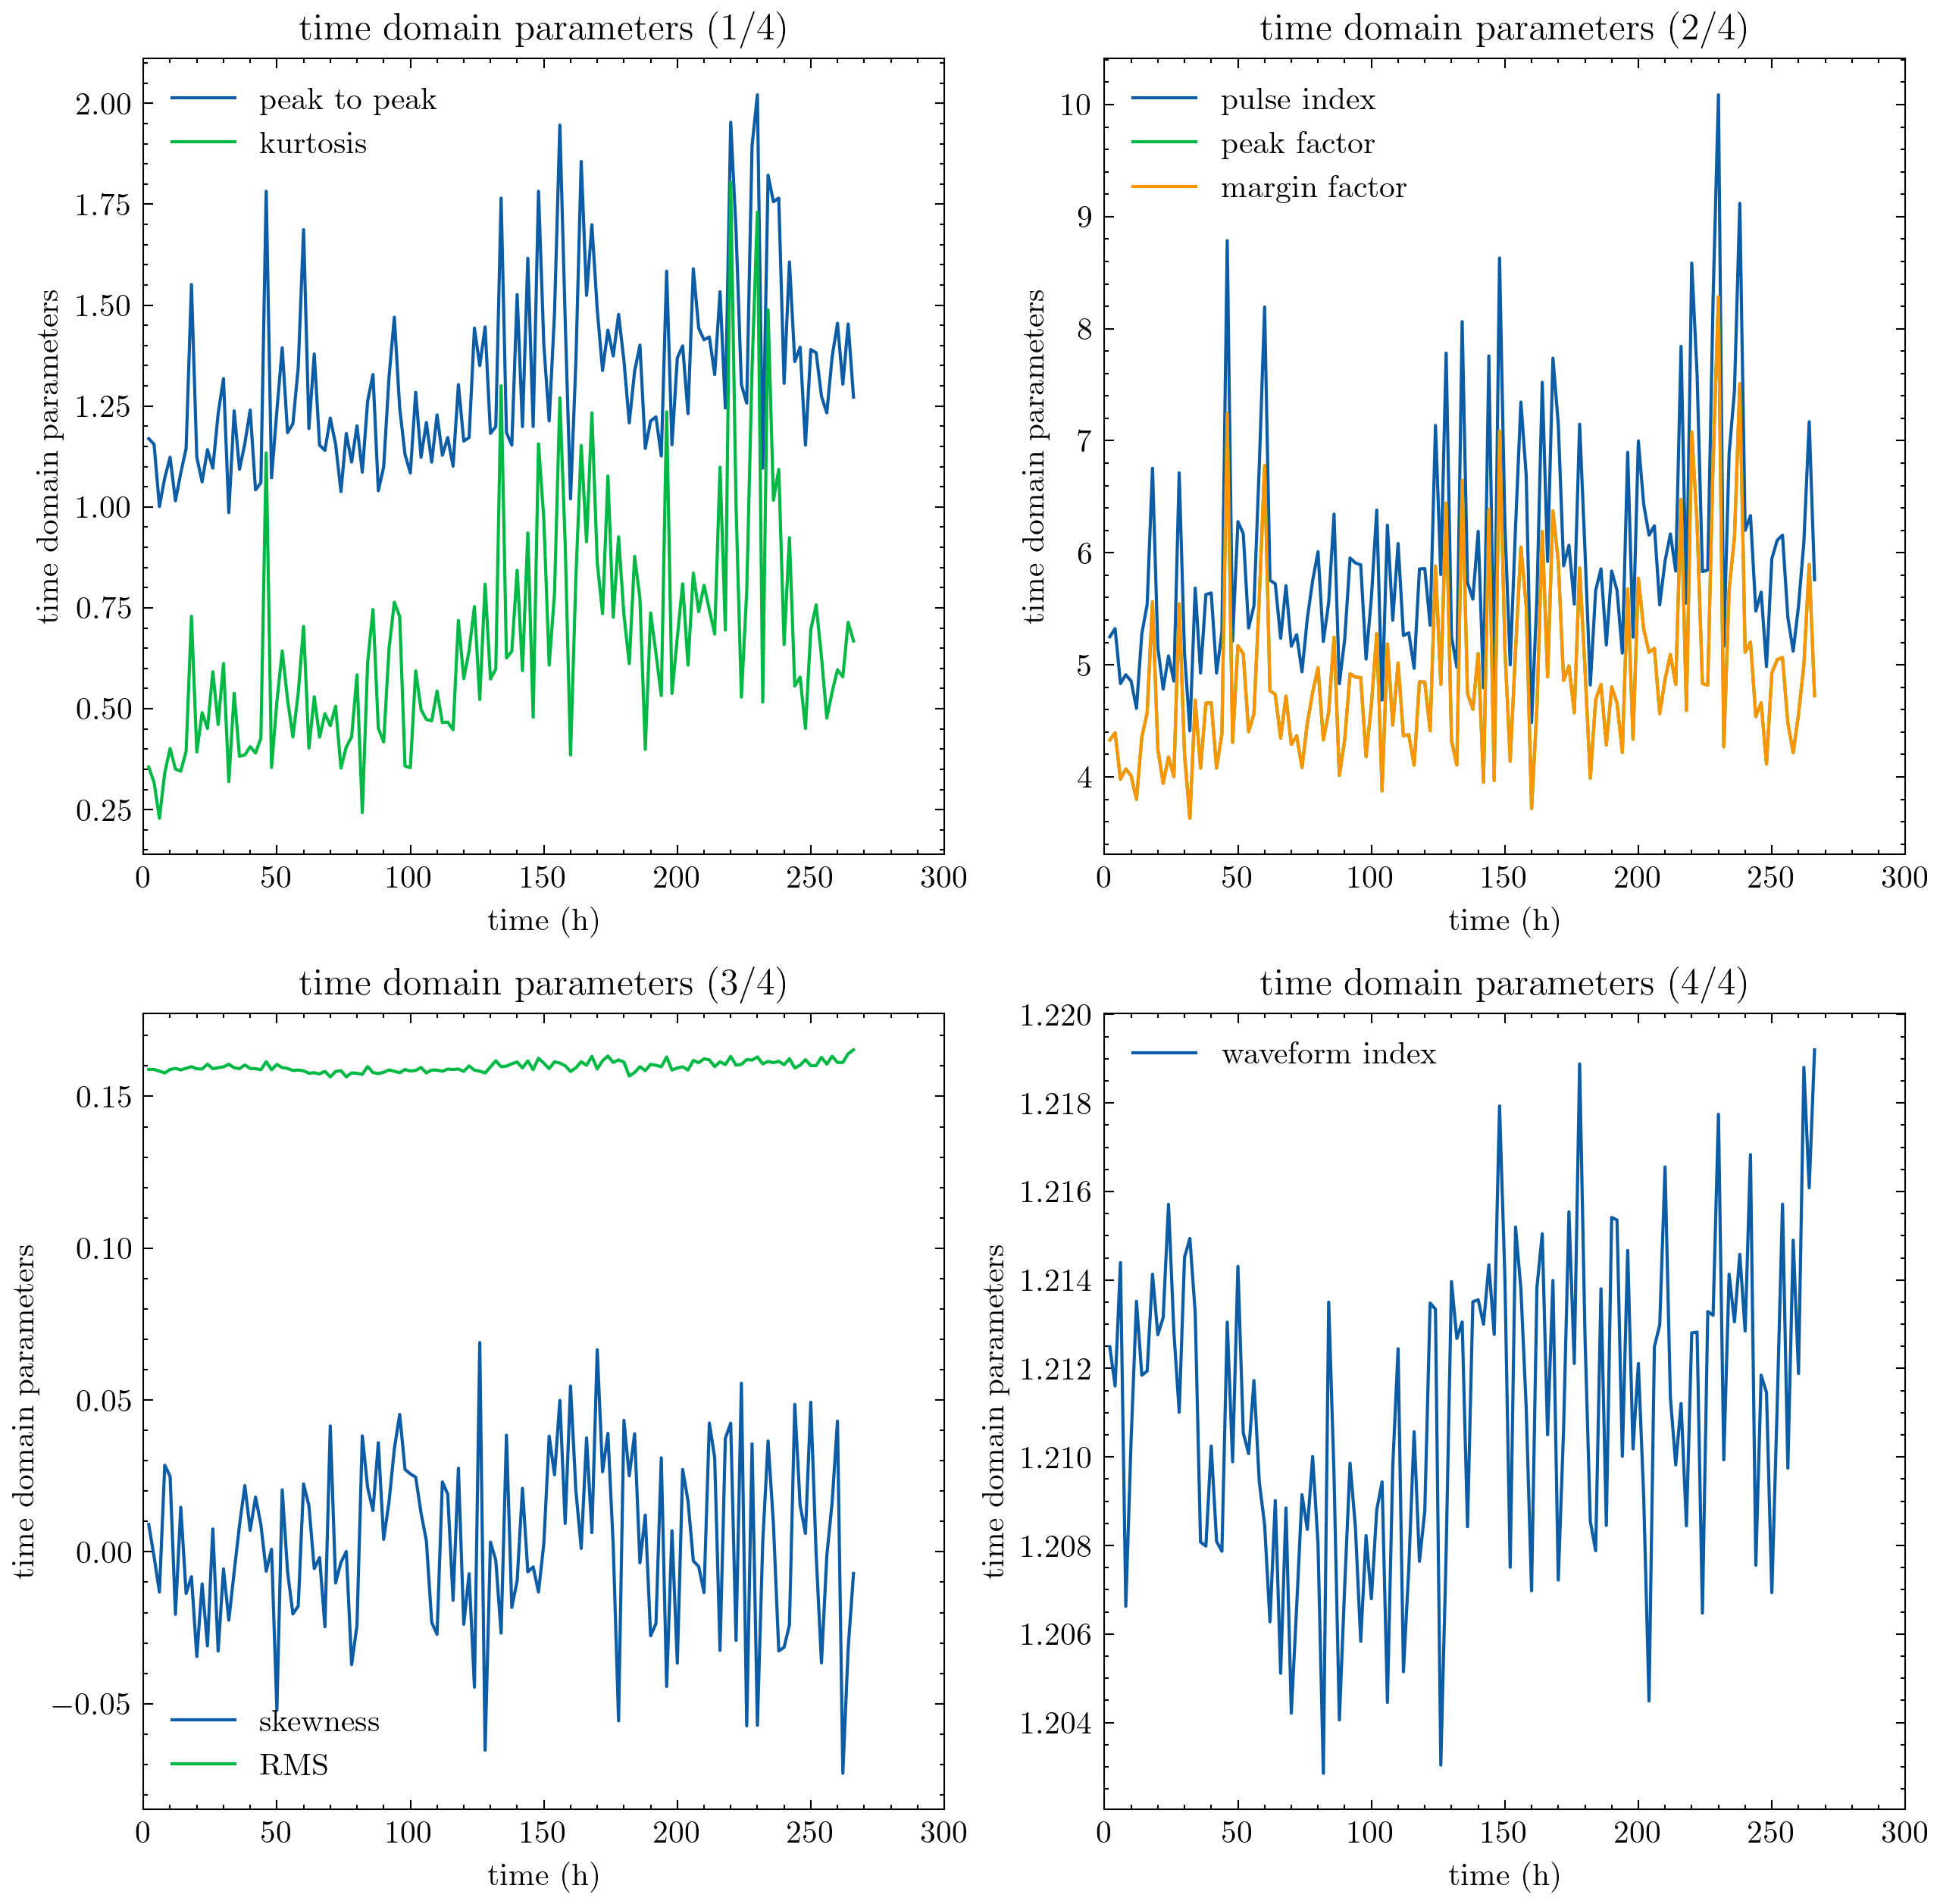 time domain parameters (1/4)
peak to peak
kurtosis
2.00
1.75
1.50
1.25
1.00
0.75
0.50
0.25
time domain parameters
0 50 100 150 200 250 300
time (h)
time domain parameters (2/4)
pulse index
peak factor
margin factor
10
9
8
7
6
5
4
time domain parameters
0 50 100 150 200 250 300
time (h)
time domain parameters (3/4)
0.15
0.10
0.05
0.00
−0.05
time domain parameters
skewness
RMS
0 50 100 150 200 250 300
time (h)
time domain parameters (4/4)
waveform index
1.220
1.218
1.216
1.214
1.212
1.210
1.208
1.206
1.204
time domain parameters
0 50 100 150 200 250 300
time (h)